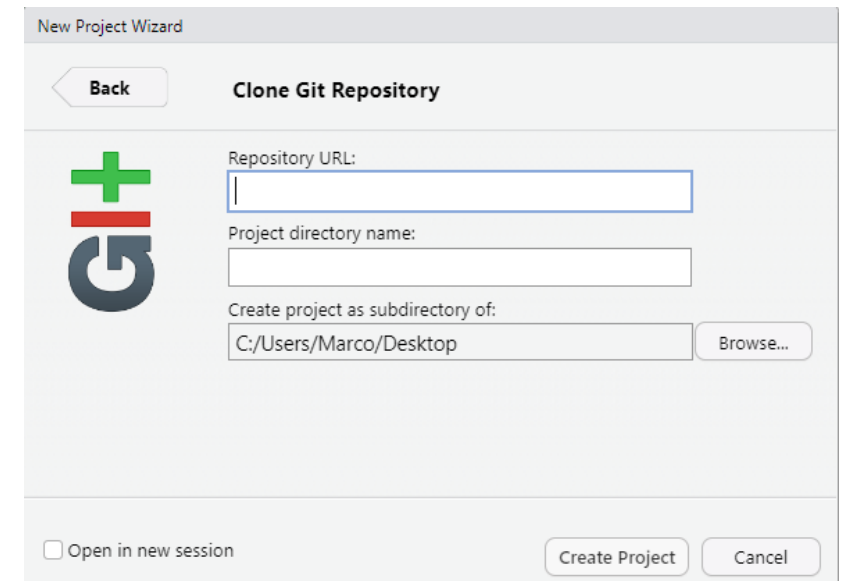 New Project Wizard
Back
Clone Git Repository
GIt
Repository URL:
Project directory name:
Create project as subdirectory of:
C:/Users/Marco/Desktop
Browse...
Open in new session
Create Project
Cancel